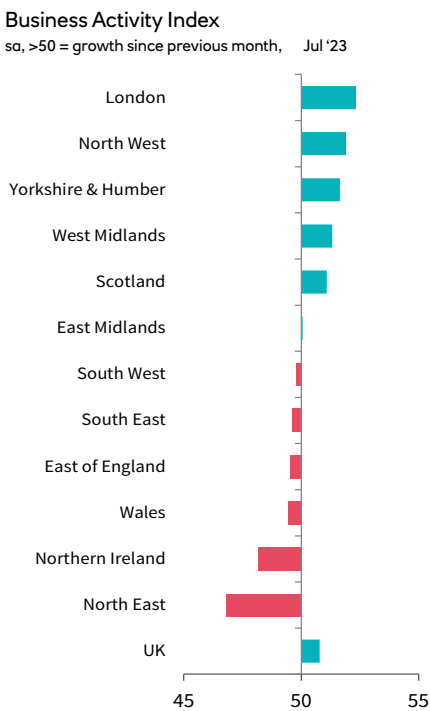 Business Activity Index
sa, >50 = growth since previous month, Jul ‘23
London
North West
Yorkshire & Humber
West Midlands
Scotland
East Midlands
South West
South East
East of England
Wales
Northern Ireland
North East
UK
45 50 55